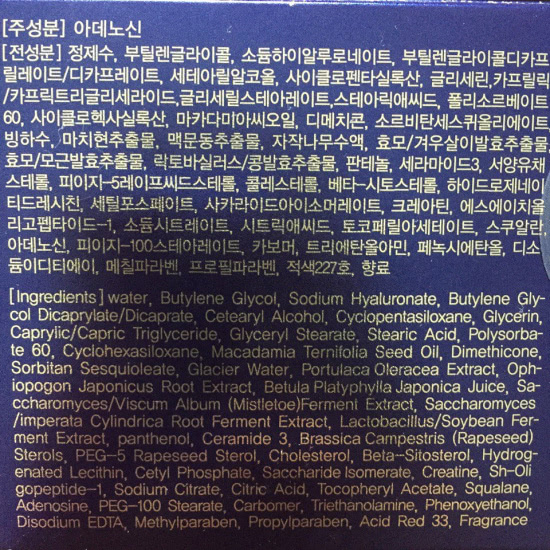 [주성분] 아데노신
[전성분] 정제수, 부틸렌글라이콜, 소듐하이알루로네이트, 부틸렌글라이콜디카프
릴레이트/디카프레이트, 세테아릴알코올, 사이클로펜타실록산, 글리세린,카프릴릭
/카프릭트리글리세라이드,글리세릴스테아레이트,스테아릭애씨드, 폴리소르베이트
60, 사이클로헥사실록산, 마카다미아씨오일, 디메치콘, 소르비탄세스퀴올리에이트,
빙하수, 마치현추출물, 맥문동추출물, 자작나무수액, 효모/겨우살이발효추출물,
효모/모근발효추출물, 락토바실러스/콩발효추출물, 판테놀, 세라마이드3, 서양유채
스테롤, 피이지-5레이프씨드스테롤, 콜레스테롤, 베타-시토스테롤, 하이드로제네이
티드레시친, 세틸포스페이트, 사카라이드아이소머레이트, 크레아틴, 에스에이치올
리고펩타이드-1, 소듐시트레이트, 시트릭애씨드, 토코페릴아세테이트, 스쿠알란,
아데노신, 피이지-100스테아레이트, 카보머, 트리에탄올아민, 페녹시에탄올, 디소
듐이디티에이, 메칠파라벤, 프로필파라벤, 적색227호, 향료
[Ingredients] water, Butylene Glycol, Sodium Hyaluronate, Butylene Gly-
col Dicaprylate/Dicaprate, Cetearyl Alcohol, Cyclopentasiloxane, Glycerin,
Caprylic/Capric Triglyceride, Glyceryl Stearate, Stearic Acid, Polysorba-
te 60, Cyclohexasiloxane, Macadamia Ternifolia Seed Oil, Dimethicone,
Sorbitan Sesquioleate, Glacier Water, Portulaca Oleracea Extract, Oph-
iopogon Japonicus Root Extract, Betula Platyphylla Japonica Juice, Sa-
ccharomyces/Viscum Album (Mistletoe)Ferment Extract, Saccharomyces
/imperata Cylindrica Root Ferment Extract, Lactobacillus/Soybean Fer-
ment Extract, panthenol, Ceramide 3, Brassica Campestris (Rapeseed)
Sterols, PEG-5 Rapeseed Sterol, Cholesterol, Beta-Sitosterol, Hydrog-
enated Lecithin, Cetyl Phosphate, Saccharide Isomerate, Creatine, Sh-Oli
gopeptide-1, Sodium Citrate, Citric Acid, Tocopheryl Acetate, Squalane,
Adenosine, PEG-100 Stearate, Carbomer, Triethanolamine, Phenoxyethanol,
Disodium EDTA, Methylparaben, Propylparaben, Acid Red 33, Fragrance